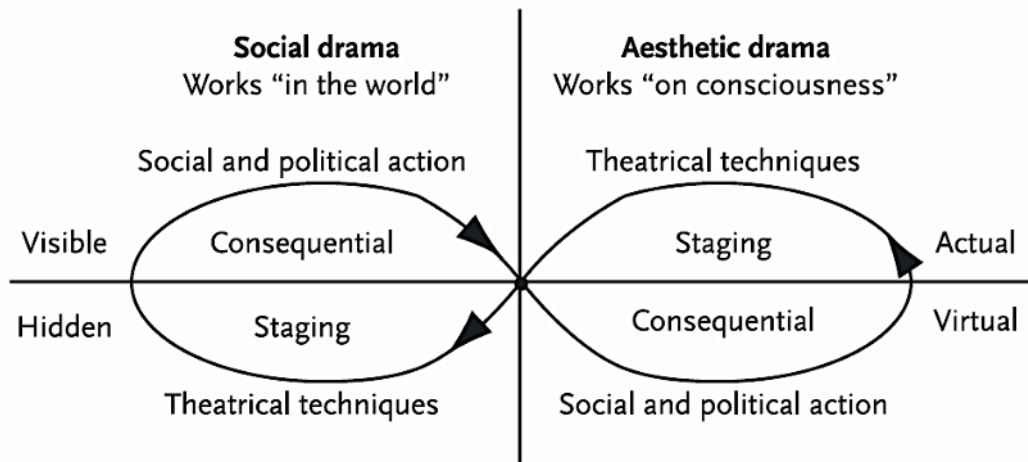 Social drama
Works “in the world”
Aesthetic drama
Works “on consciousness”
Social and political action
Theatrical techniques
Visible
Consequential
Staging
Actual
Hidden
Staging
Consequential
Virtual
Theatrical techniques
Social and political action